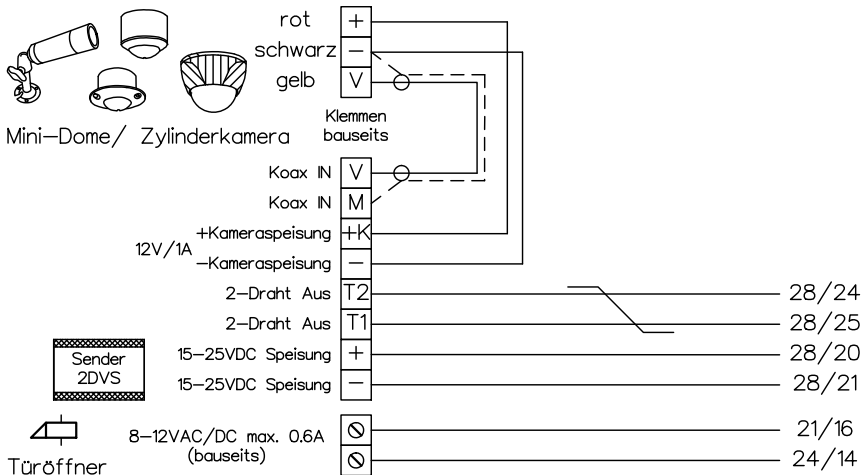 rot +
schwarz −
gelb V
Klemmen
bauseits
Mini−Dome/ Zylinderkamera
Koax IN V
Koax IN M
+Kameraspeisung +K
12V/1A
−Kameraspeisung −
2−Draht Aus T2 28/24
2−Draht Aus T1 28/25
Sender
2DVS
15−25VDC Speisung + 28/20
15−25VDC Speisung − 28/21
8−12VAC/DC max. 0.6A
(bauseits)
21/16
24/14
Türöffner